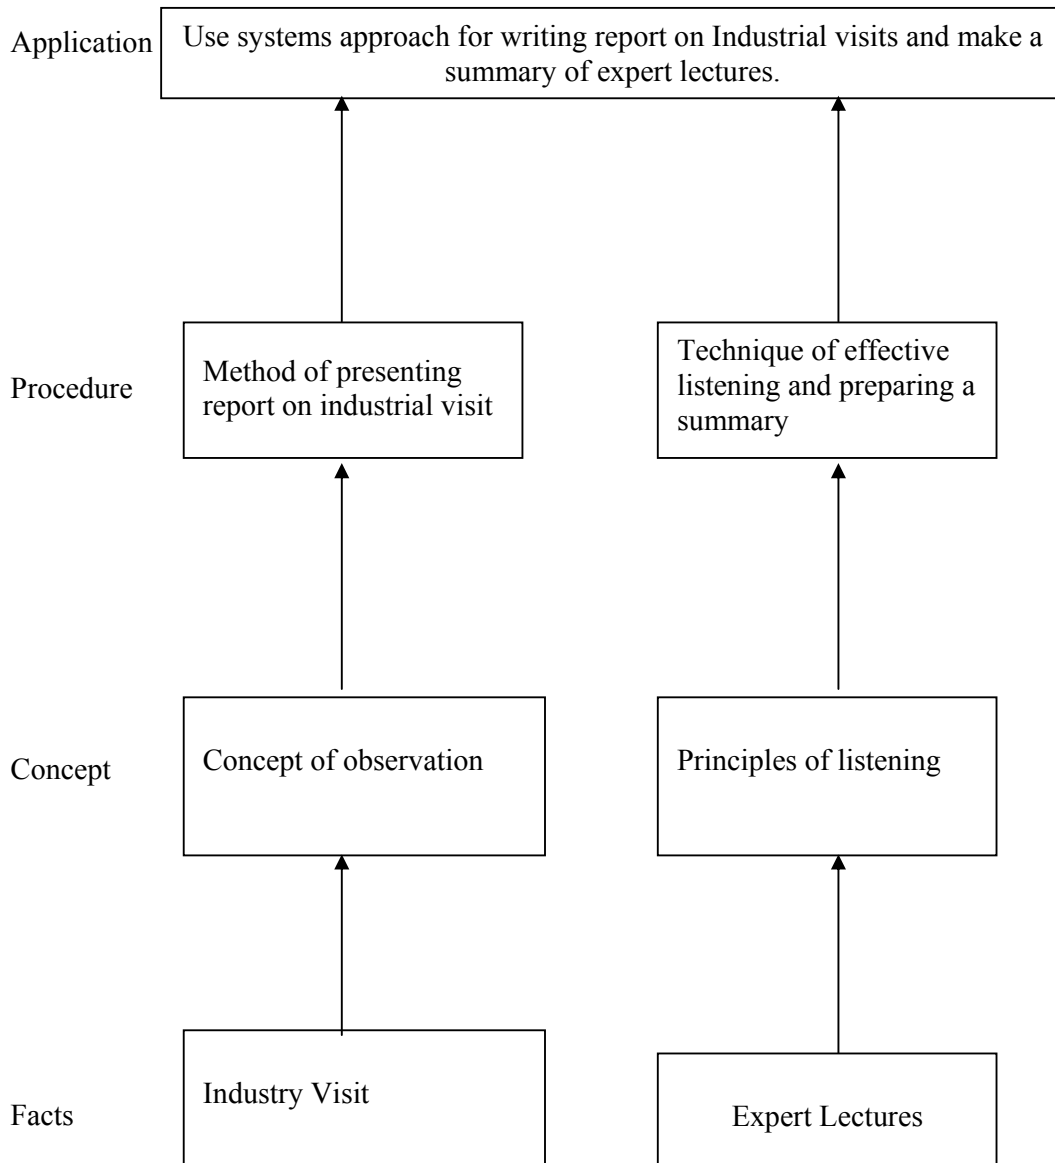 Application
Use systems approach for writing report on Industrial visits and make a
summary of expert lectures.
Procedure
Method of presenting
report on industrial visit
Technique of effective
listening and preparing a
summary
Concept
Concept of observation
Principles of listening
Facts
Industry Visit
Expert Lectures